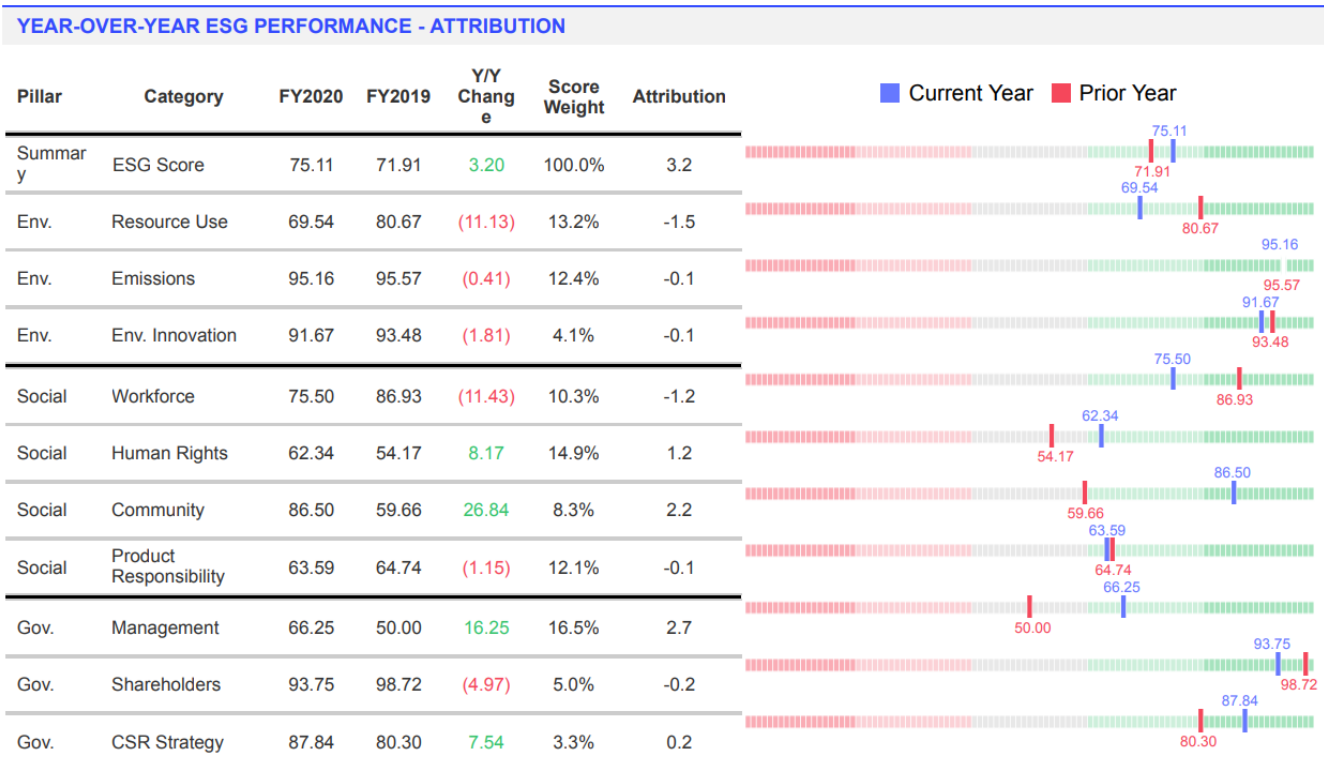 YEAR-OVER-YEAR ESG PERFORMANCE - ATTRIBUTION
Pillar Category FY2020 FY2019 Y/Y Chang e Score Weight Attribution
Current Year Prior Year
Summar y ESG Score 75.11 71.91 3.20 100.0% 3.2
75.11
71.91
Env. Resource Use 69.54 80.67 (11.13) 13.2% -1.5
69.54
80.67
Env. Emissions 95.16 95.57 (0.41) 12.4% -0.1
95.16
95.57
Env. Env. Innovation 91.67 93.48 (1.81) 4.1% -0.1
91.67
93.48
Social Workforce 75.50 86.93 (11.43) 10.3% -1.2
75.50
86.93
Social Human Rights 62.34 54.17 8.17 14.9% 1.2
62.34
54.17
Social Community 86.50 59.66 26.84 8.3% 2.2
86.50
59.66
Social Product Responsibility 63.59 64.74 (1.15) 12.1% -0.1
63.59
64.74
Gov. Management 66.25 50.00 16.25 16.5% 2.7
66.25
50.00
Gov. Shareholders 93.75 98.72 (4.97) 5.0% -0.2
93.75
98.72
Gov. CSR Strategy 87.84 80.30 7.54 3.3% 0.2
87.84
80.30